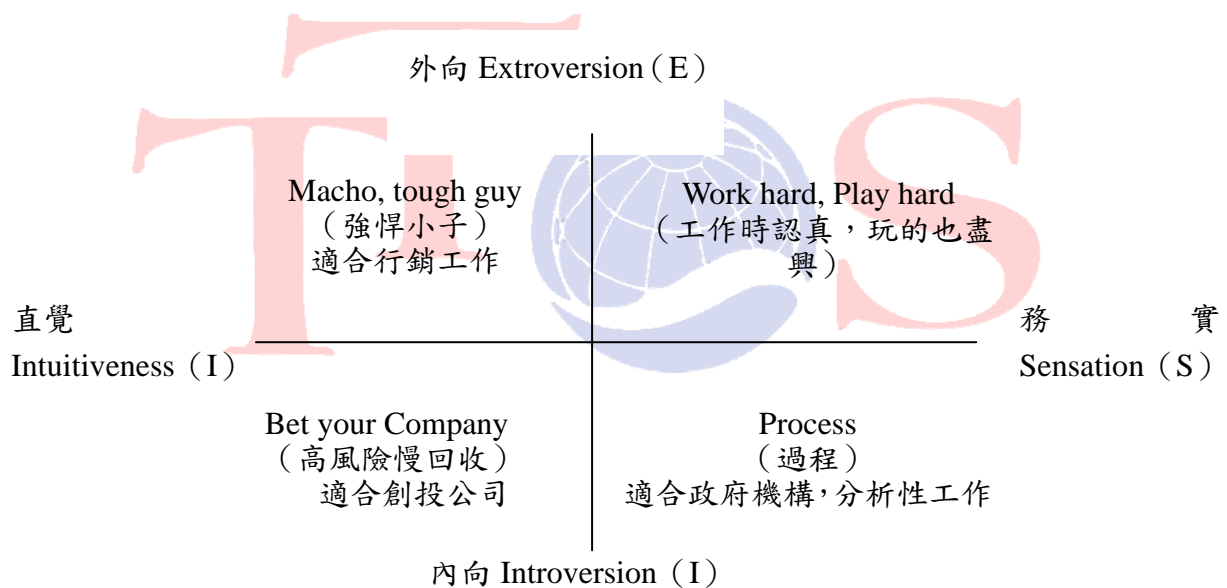 外向 Extroversion（E）
Macho, tough guy
（強悍小子）
適合行銷工作
Work hard, Play hard
（工作時認真，玩的也盡
興）
直覺
Intuitiveness（I）
務 實
Sensation（S）
Bet your Company
（高風險慢回收）
適合創投公司
Process
（過程）
適合政府機構，分析性工作
內向 Introversion（I）